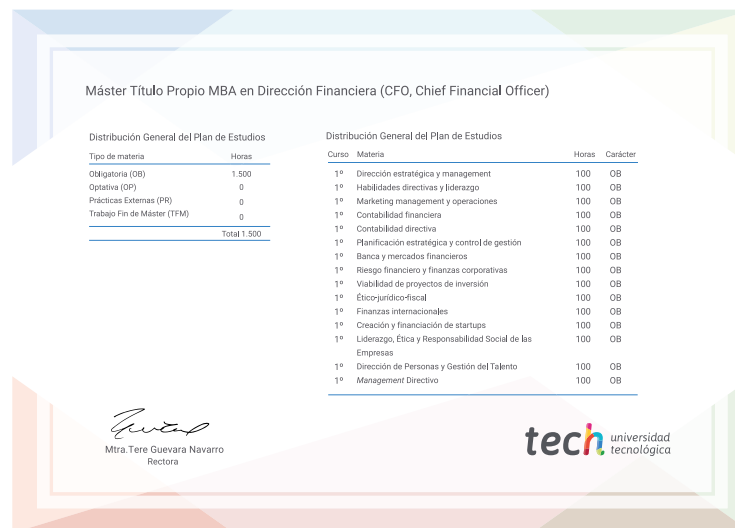 Máster Título Propio MBA en Dirección Financiera (CFO, Chief Financial Officer)
Distribución General del Plan de Estudios
Tipo de materia Horas
Obligatoria (OB) 1.500
Optativa (OP) 0
Prácticas Externas (PR) 0
Trabajo Fin de Máster (TFM) 0
Total 1.500
Distribución General del Plan de Estudios
Curso Materia Horas Carácter
1º Dirección estratégica y management 100 OB
1º Habilidades directivas y liderazgo 100 OB
1º Marketing management y operaciones 100 OB
1º Contabilidad financiera 100 OB
1º Contabilidad directiva 100 OB
1º Planificación estratégica y control de gestión 100 OB
1º Banca y mercados financieros 100 OB
1º Riesgo financiero y finanzas corporativas 100 OB
1º Viabilidad de proyectos de inversión 100 OB
1º Ético-jurídico-fiscal 100 OB
1º Finanzas internacionales 100 OB
1º Creación y financiación de startups 100 OB
1º Liderazgo, Ética y Responsabilidad Social de las 100 OB
Empresas
1º Dirección de Personas y Gestión del Talento 100 OB
1º Management Directivo 100 OB
Mtra.Tere Guevara Navarro
Rectora
tech universidad
tecnológica